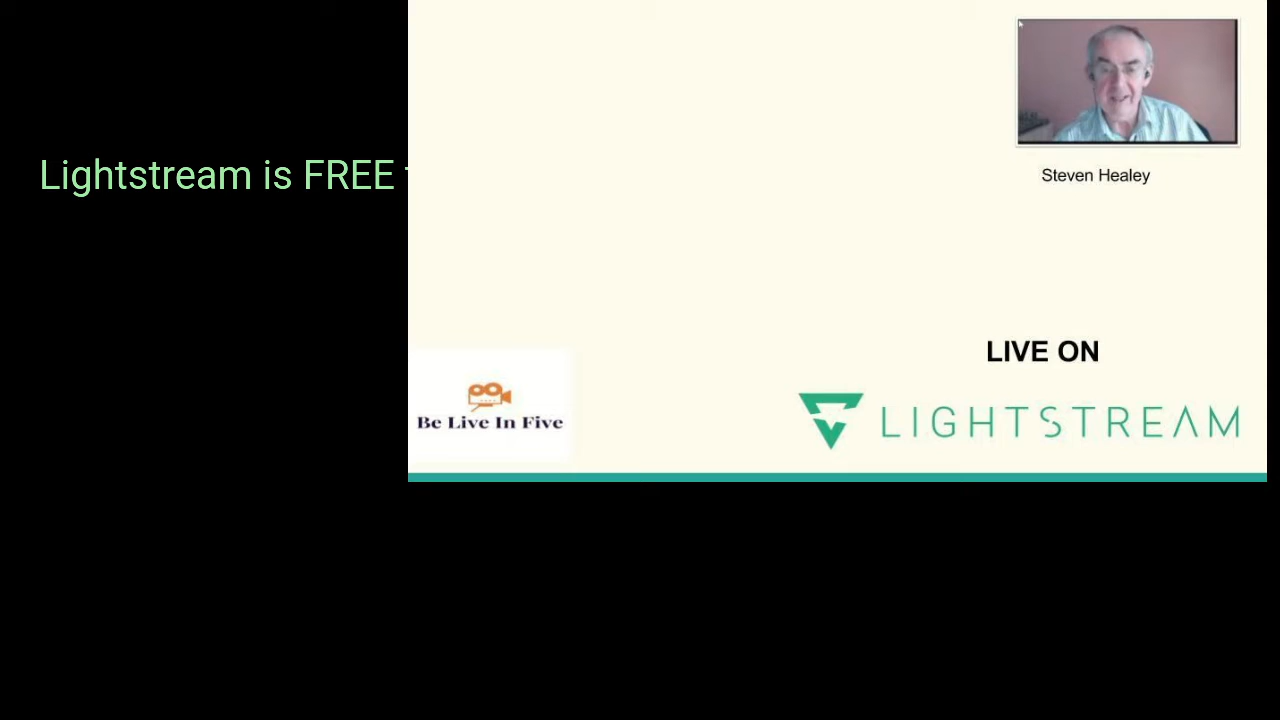 Lightstream is FREE
Steven Healey
LIVE ON
LIGHTSTREAM
Be Live In Five